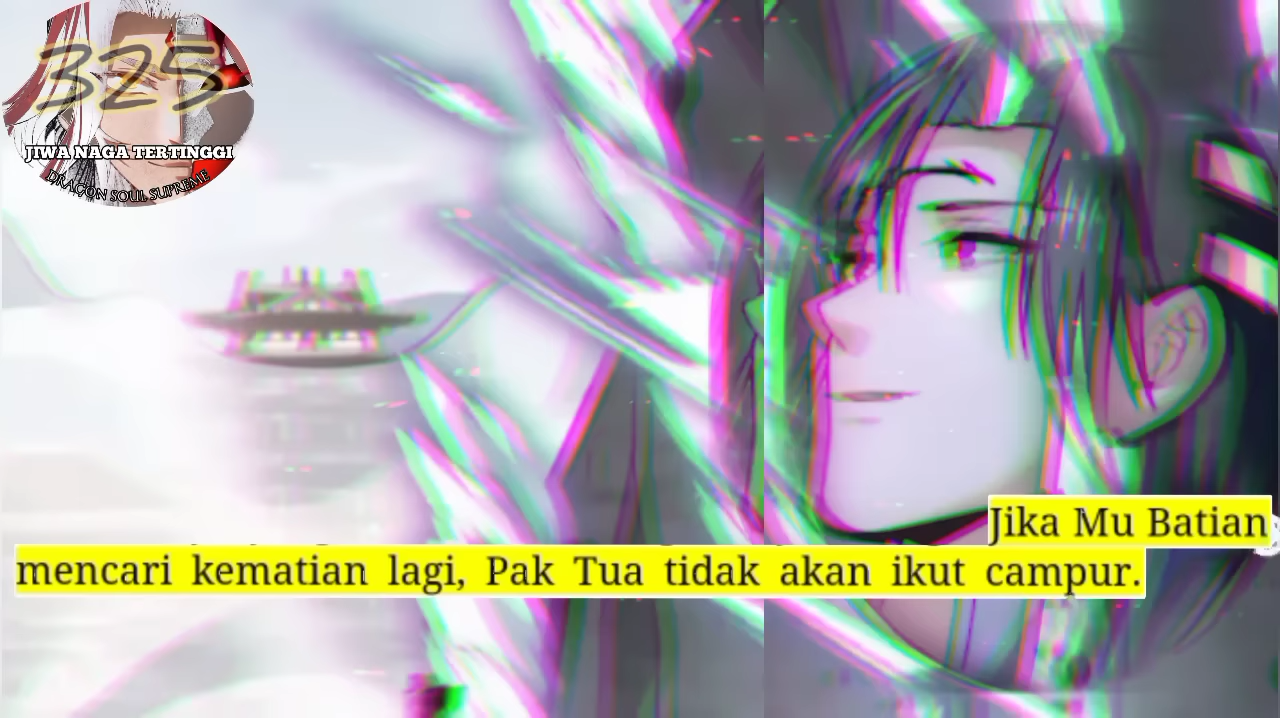 325
JIWA NAGA TERTINGGI
DRAGON SOUL SUPREME
Jika Mu Batian
mencari kematian lagi, Pak Tua tidak akan ikut campur.